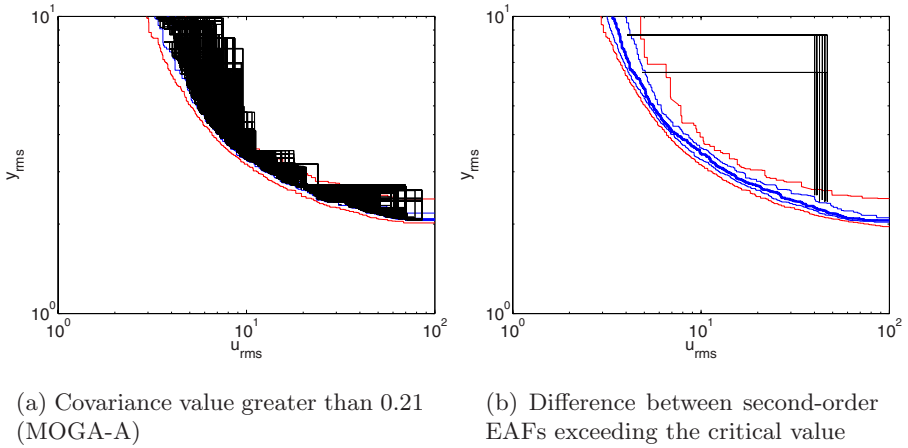 10^1
y_rms
10^0
10^0
10^1
10^2
u_rms
(a) Covariance value greater than 0.21
(MOGA-A)
10^1
y_rms
10^0
10^0
10^1
10^2
u_rms
(b) Difference between second-order
EAFs exceeding the critical value